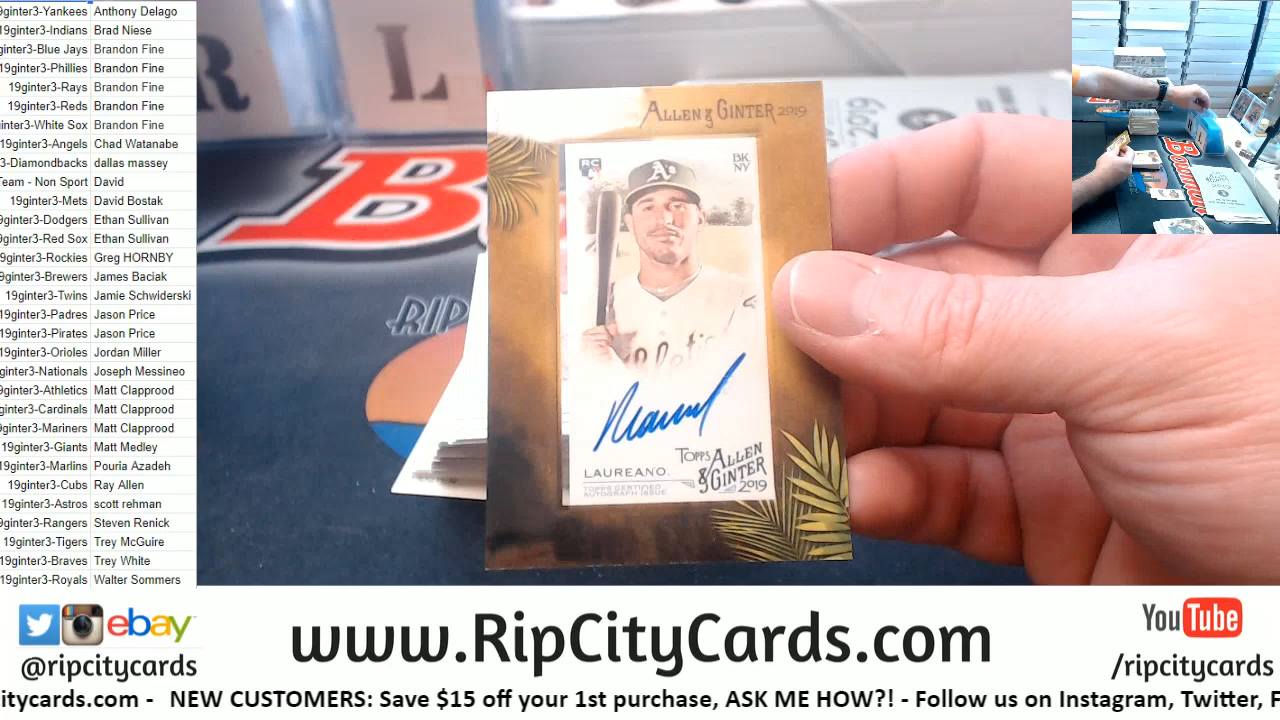 9ginter3-Yankees Anthony Delago
19ginter3-Indians Brad Niese
ginter3-Blue Jays Brandon Fine
9ginter3-Phillies Brandon Fine
19ginter3-Rays Brandon Fine
19ginter3-Reds Brandon Fine
inter3-White Sox Brandon Fine
19ginter3-Angels Chad Watanabe
3-Diamondbacks dallas massey
Team - Non Sport David
19ginter3-Mets David Bostak
9ginter3-Dodgers Ethan Sullivan
9ginter3-Red Sox Ethan Sullivan
9ginter3-Rockies Greg HORNBY
9ginter3-Brewers James Baciak
19ginter3-Twins Jamie Schwiderski
19ginter3-Padres Jason Price
19ginter3-Pirates Jason Price
19ginter3-Orioles Jordan Miller
ginter3-Nationals Joseph Messineo
9ginter3-Athletics Matt Clapprood
ginter3-Cardinals Matt Clapprood
ginter3-Mariners Matt Clapprood
19ginter3-Giants Matt Medley
9ginter3-Marlins Pouria Azadeh
19ginter3-Cubs Ray Allen
19ginter3-Astros scott rehman
9ginter3-Rangers Steven Renick
19ginter3-Tigers Trey McGuire
19ginter3-Braves Trey White
19ginter3-Royals Walter Sommers
R L
B
RIP
ALLEN & GINTER 2019
RC
BK
NY
A's
LAUREANO
TOPPS CERTIFIED
AUTOGRAPH ISSUE
TOPPS ALLEN
& GINTER
2019
ebay
@ripcitycards
www.RipCityCards.com
YouTube
/ripcitycards
citycards.com - NEW CUSTOMERS: Save $15 off your 1st purchase, ASK ME HOW?! - Follow us on Instagram, Twitter, F